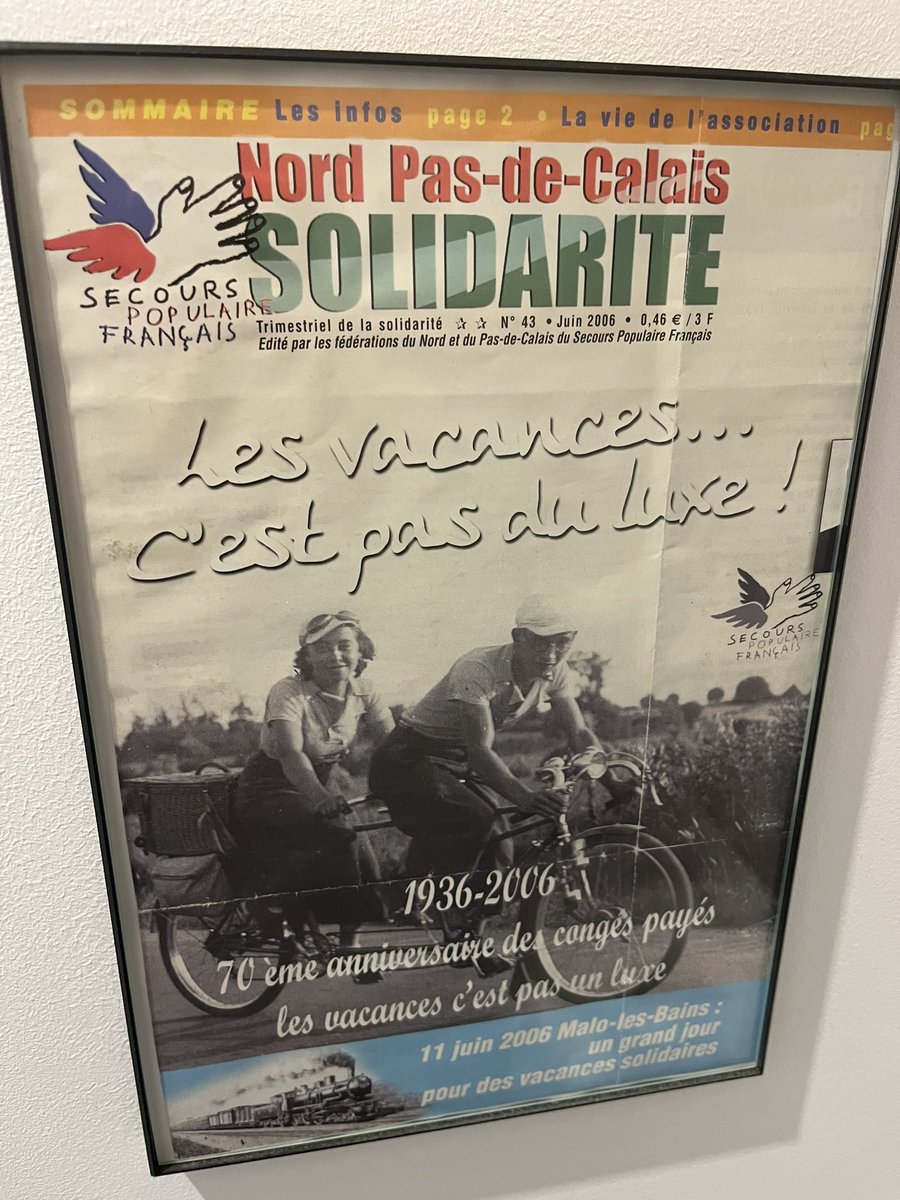 SOMMAIRE Les infos page 2 • La vie de l'association pag
Nord Pas-de-Calais
SOLIDARITE
SECOURS
POPULAIRE
FRANÇAIS
Trimestriel de la solidarité ☆ ☆ N° 43 • Juin 2006 • 0,46 € / 3 F
Edité par les fédérations du Nord et du Pas-de-Calais du Secours Populaire Français
Les vacances...
C'est pas du luxe !
SECOURS
POPULAIRE
FRANÇAIS
1936-2006
70 ème anniversaire des congés payés
les vacances c'est pas un luxe
11 juin 2006 Malo-les-Bains :
un grand jour
pour des vacances solidaires